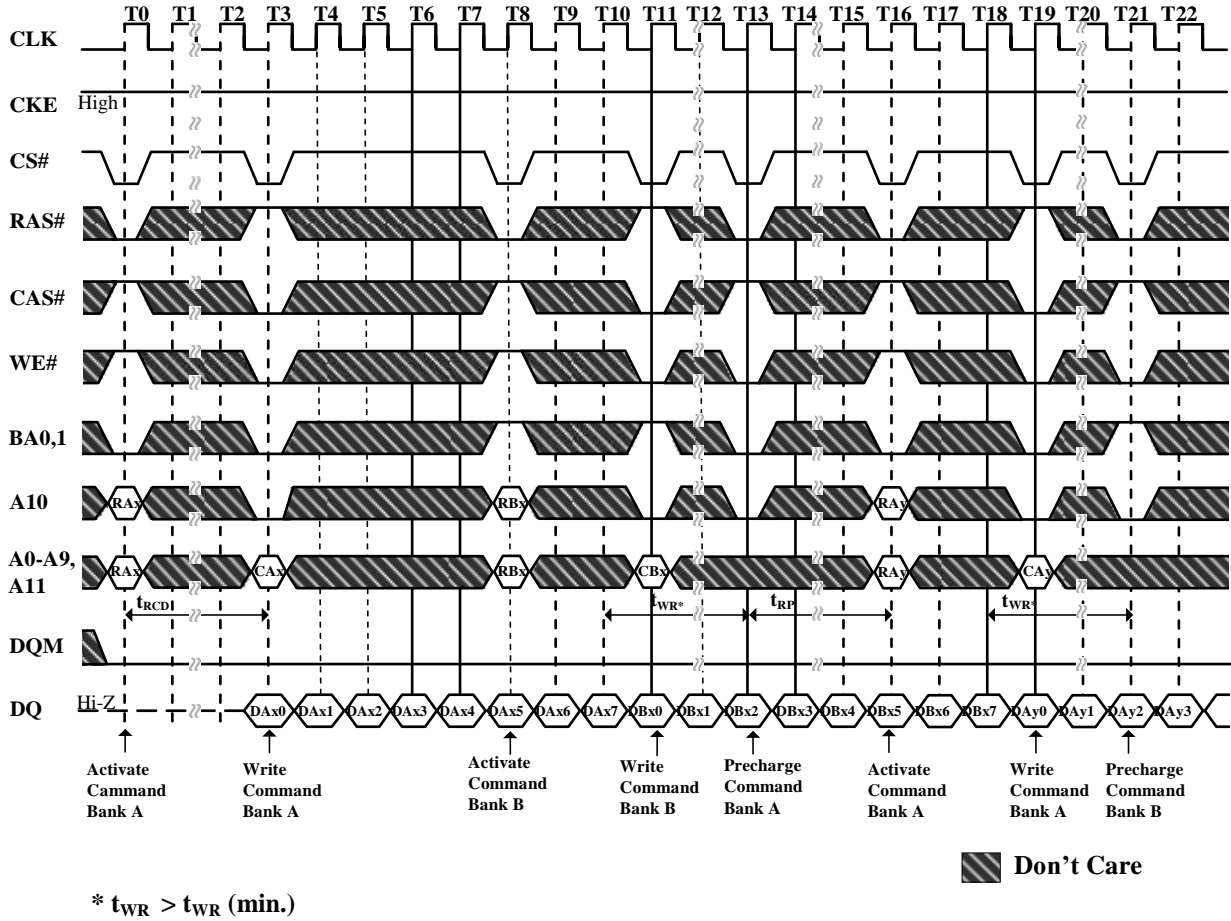 T0 T1 T2 T3 T4 T5 T6 T7 T8 T9 T10 T11 T12 T13 T14 T15 T16 T17 T18 T19 T20 T21 T22
CLK
CKE High
CS#
RAS#
CAS#
WE#
BA0,1
A10 RAx RBx RAy
A0-A9,
A11 RAx CAx RBx CBx RAy CAy
tRCD tWR* tRP tWR*
DQM
DQ Hi-Z DAx0 DAx1 DAx2 DAx3 DAx4 DAx5 DAx6 DAx7 DBx0 DBx1 DBx2 DBx3 DBx4 DBx5 DBx6 DBx7 DAy0 DAy1 DAy2 DAy3
Activate
Cammand
Bank A
Write
Command
Bank A
Activate
Command
Bank B
Write
Command
Bank B
Precharge
Command
Bank A
Activate
Command
Bank A
Write
Command
Bank A
Precharge
Command
Bank B
Don't Care
* tWR > tWR (min.)